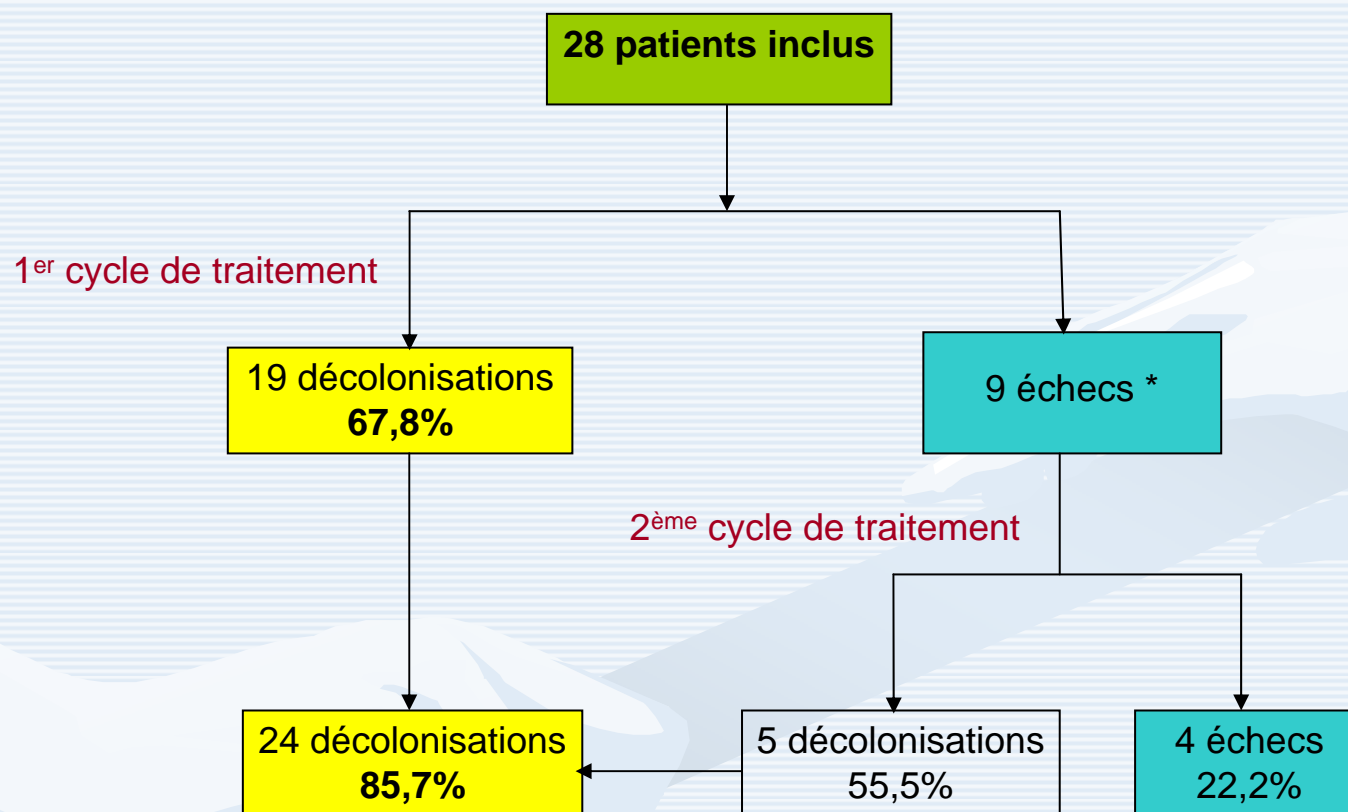 28 patients inclus
1er cycle de traitement
19 décolonisations
67,8%
9 échecs *
2ème cycle de traitement
24 décolonisations
85,7%
5 décolonisations
55,5%
4 échecs
22,2%